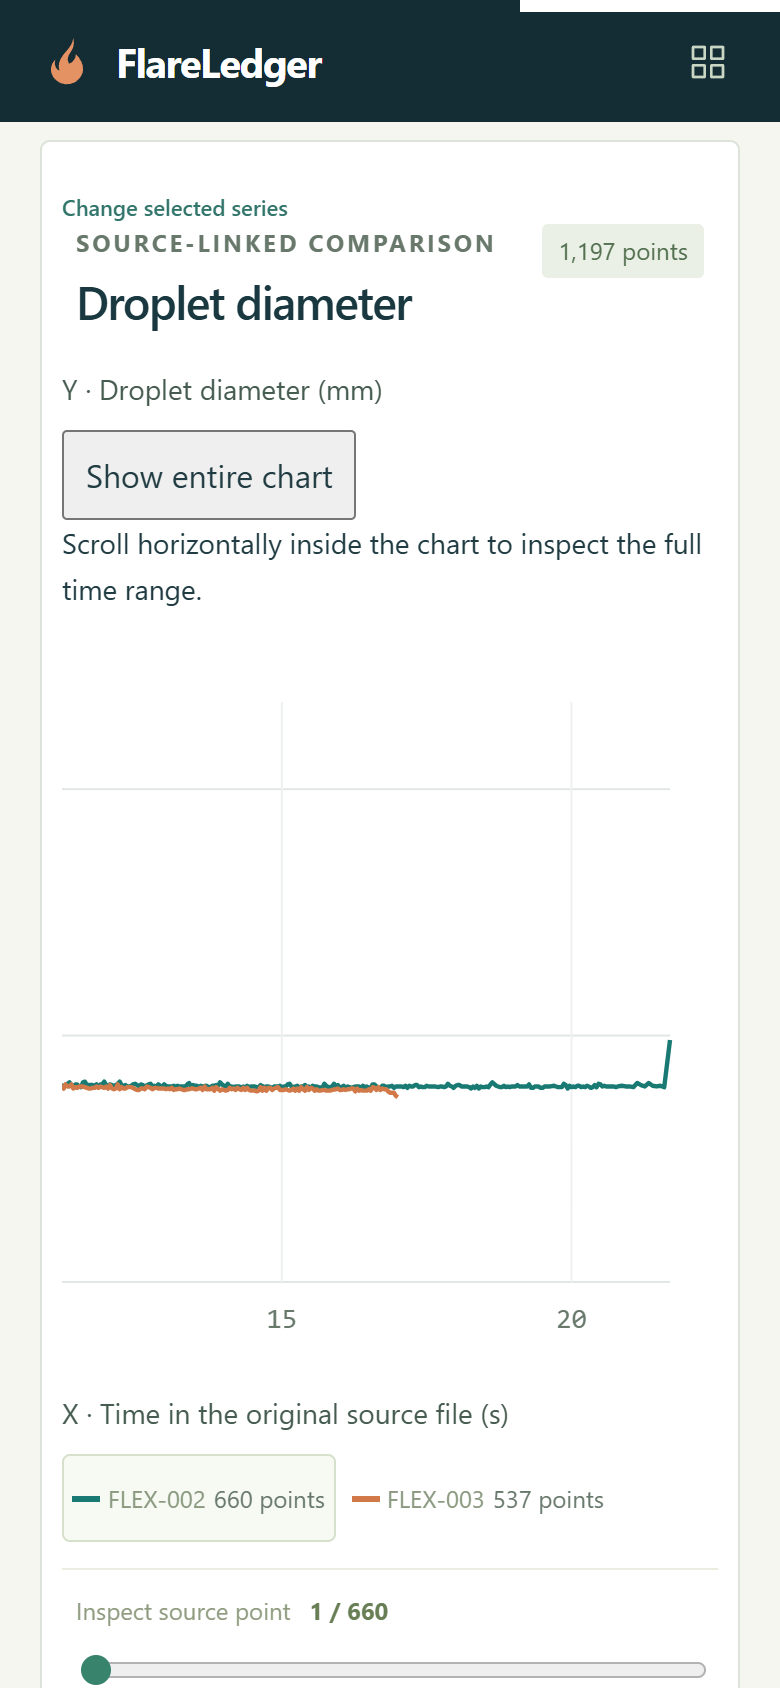 FlareLedger
Change selected series
SOURCE-LINKED COMPARISON
1,197 points
Droplet diameter
Y · Droplet diameter (mm)
Show entire chart
Scroll horizontally inside the chart to inspect the full
time range.
15 20
X · Time in the original source file (s)
FLEX-002 660 points FLEX-003 537 points
Inspect source point 1 / 660